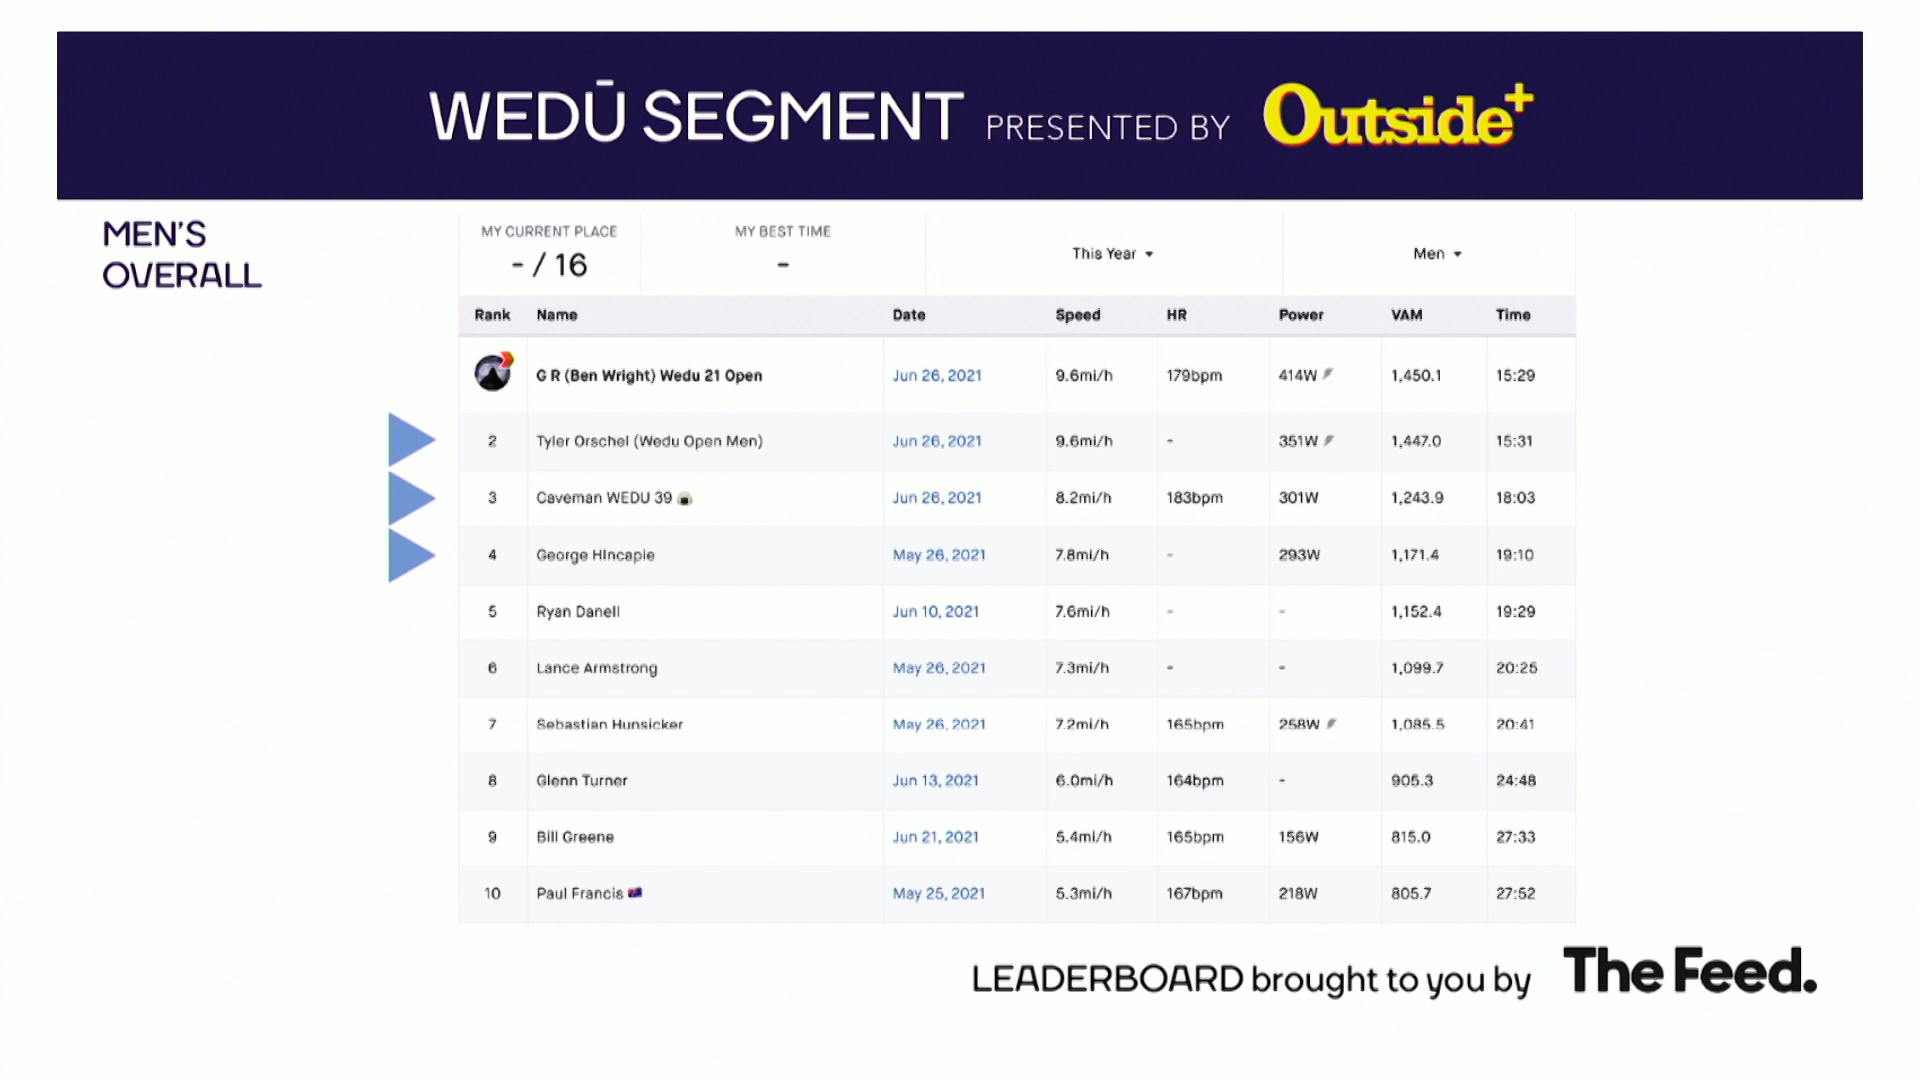 WEDŪ SEGMENT PRESENTED BY Outside+
MEN'S
OVERALL
MY CURRENT PLACE
- / 16
MY BEST TIME
-
This Year
Men
Rank Name Date Speed HR Power VAM Time
G R (Ben Wright) Wedu 21 Open Jun 26, 2021 9.6mi/h 179bpm 414W 1,450.1 15:29
2 Tyler Orschel (Wedu Open Men) Jun 26, 2021 9.6mi/h - 351W 1,447.0 15:31
3 Caveman WEDU 39 🍙 Jun 26, 2021 8.2mi/h 183bpm 301W 1,243.9 18:03
4 George HIncapie May 26, 2021 7.8mi/h - 293W 1,171.4 19:10
5 Ryan Danell Jun 10, 2021 7.6mi/h - - 1,152.4 19:29
6 Lance Armstrong May 26, 2021 7.3mi/h - - 1,099.7 20:25
7 Sebastian Hunsicker May 26, 2021 7.2mi/h 165bpm 258W 1,085.5 20:41
8 Glenn Turner Jun 13, 2021 6.0mi/h 164bpm - 905.3 24:48
9 Bill Greene Jun 21, 2021 5.4mi/h 165bpm 156W 815.0 27:33
10 Paul Francis 🇦🇺 May 25, 2021 5.3mi/h 167bpm 218W 805.7 27:52
LEADERBOARD brought to you by The Feed.